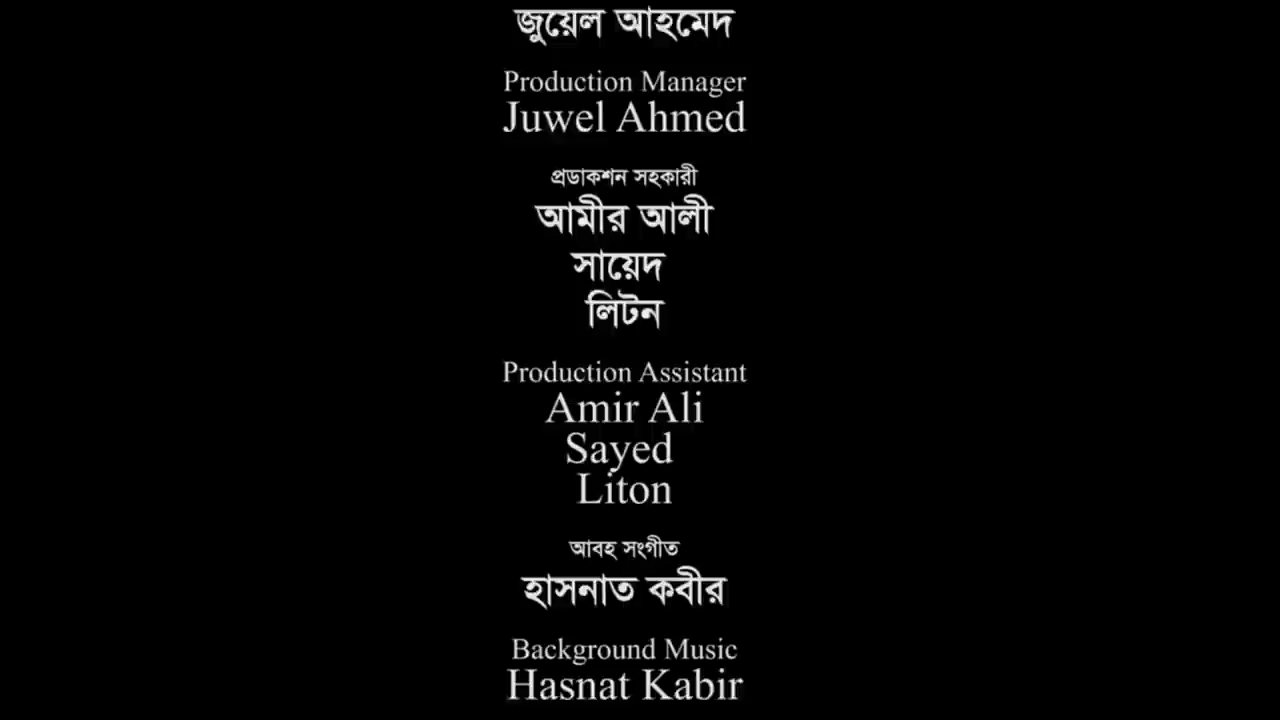 জুয়েল আহমেদ
Production Manager
Juwel Ahmed
প্রডাকশন সহকারী
আমীর আলী
সায়েদ
লিটন
Production Assistant
Amir Ali
Sayed
Liton
আবহ সংগীত
হাসনাত কবীর
Background Music
Hasnat Kabir